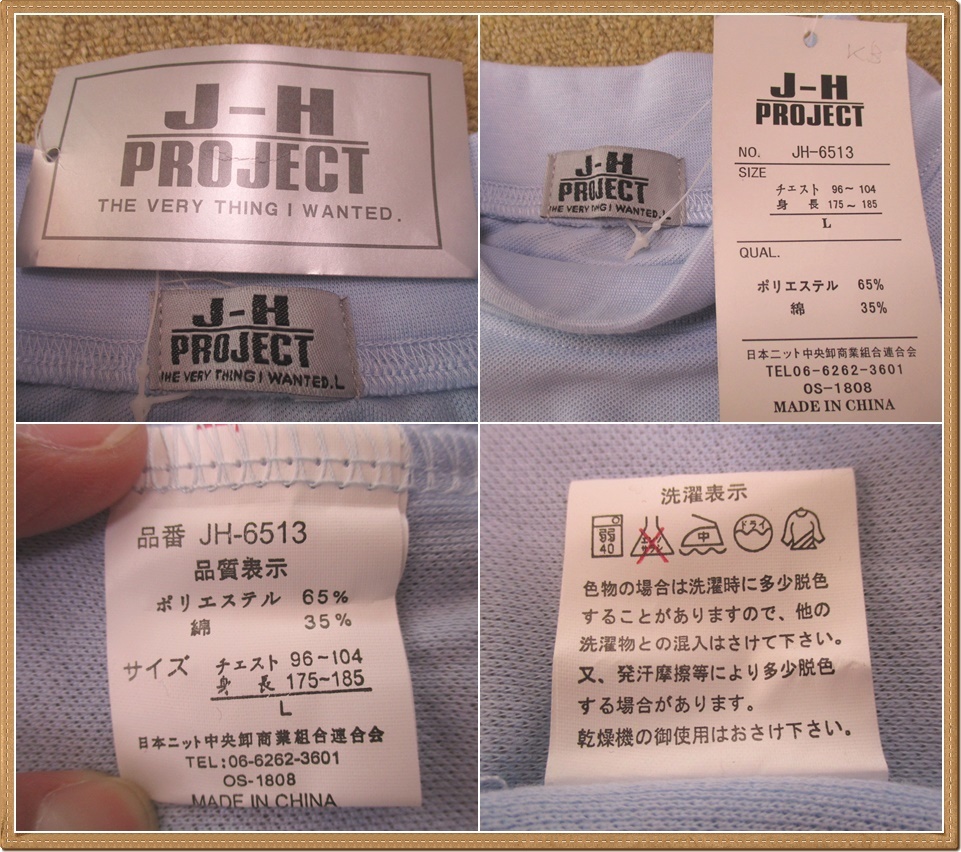 J-H
PROJECT
THE VERY THING I WANTED.
J-H
PROJECT
THE VERY THING I WANTED. L
J-H
PROJECT
THE VERY THING I WANTED. L
J-H
PROJECT
NO. JH-6513
SIZE
チェスト 96~104
身長 175~185
L
QUAL.
ポリエステル 65%
綿 35%
日本ニット中央卸商業組合連合会
TEL06-6262-3601
OS-1808
MADE IN CHINA
品番 JH-6513
品質表示
ポリエステル 65%
綿 35%
サイズ チェスト 96~104
身長 175~185
L
日本ニット中央卸商業組合連合会
TEL:06-6262-3601
OS-1808
MADE IN CHINA
洗濯表示
弱
40
中
ドライ
色物の場合は洗濯時に多少脱色
することがありますので、他の
洗濯物との混入はさけて下さい。
又、発汗摩擦等により多少脱色
する場合があります。
乾燥機の御使用はおさけ下さい。